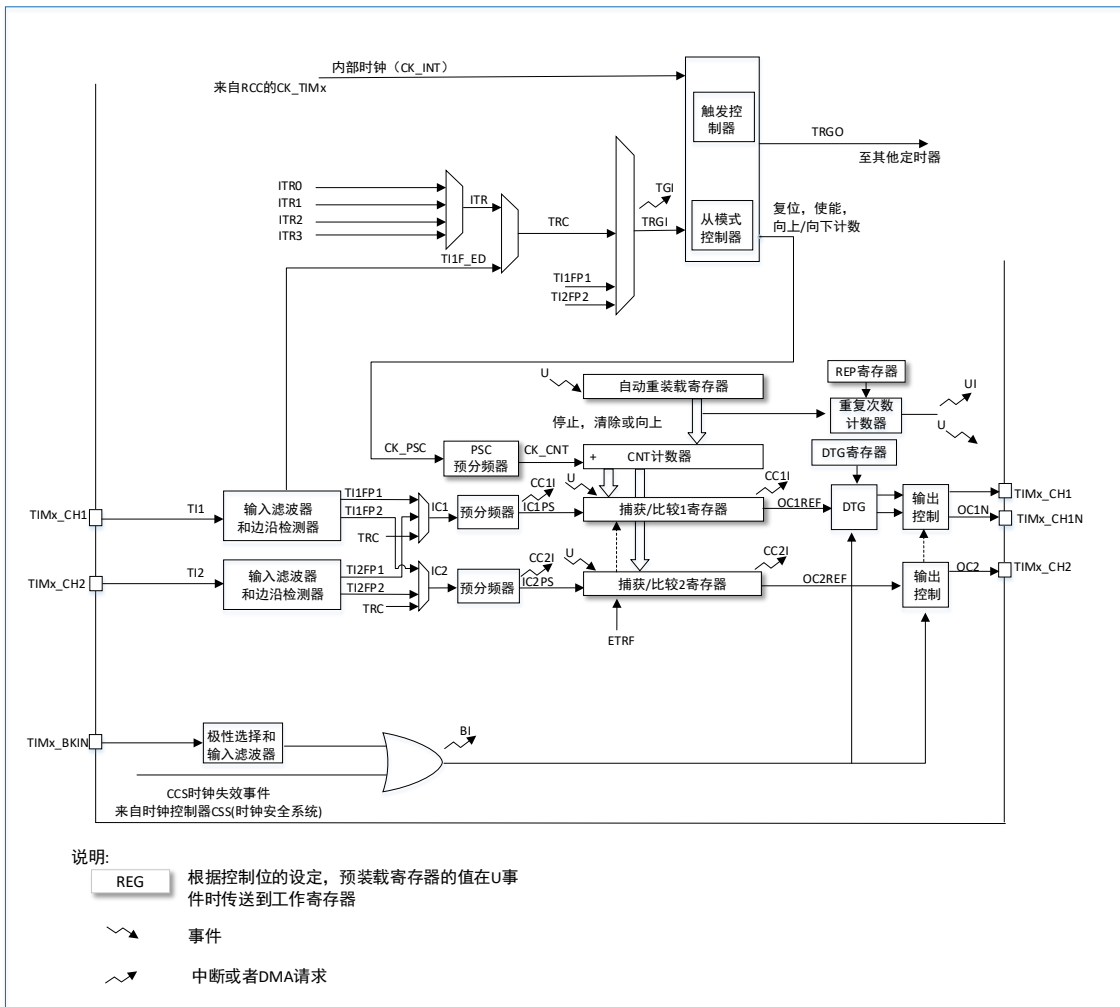 内部时钟（CK_INT）
来自RCC的CK_TIMx
触发控
制器
TRGO
至其他定时器
ITR0
ITR1
ITR2
ITR3
ITR
TI1F_ED
TRC
TI1FP1
TI2FP2
TGI
TRGI
从模式
控制器
复位，使能，
向上/向下计数
U
自动重装载寄存器
REP寄存器
重复次数
计数器
UI
U
停止，清除或向上
CK_PSC
PSC
预分频器
CK_CNT
+
CNT计数器
DTG寄存器
TIMx_CH1
TI1
输入滤波器
和边沿检测器
TI1FP1
TI1FP2
TRC
IC1
预分频器
CC1I
IC1PS
U
捕获/比较1寄存器
CC1I
OC1REF
DTG
输出
控制
OC1
OC1N
TIMx_CH1
TIMx_CH1N
TIMx_CH2
TI2
输入滤波器
和边沿检测器
TI2FP1
TI2FP2
TRC
IC2
预分频器
CC2I
IC2PS
U
捕获/比较2寄存器
CC2I
OC2REF
输出
控制
OC2
TIMx_CH2
ETRF
TIMx_BKIN
极性选择和
输入滤波器
BI
CCS时钟失效事件
来自时钟控制器CSS(时钟安全系统)
说明:
REG
根据控制位的设定，预装载寄存器的值在U事
件时传送到工作寄存器
事件
中断或者DMA请求